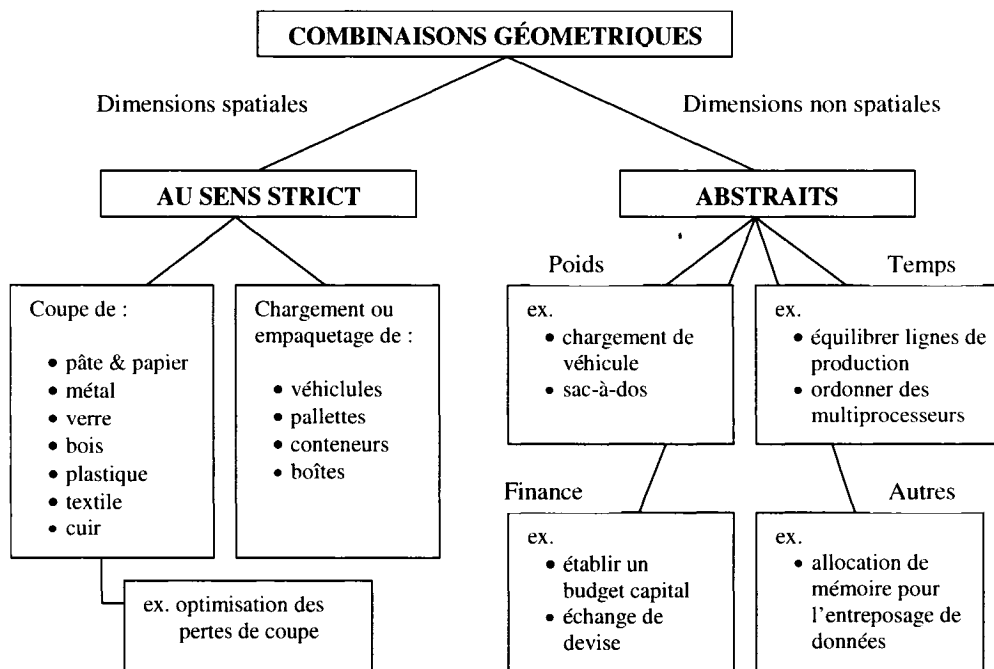 COMBINAISONS GÉOMETRIQUES
Dimensions spatiales
Dimensions non spatiales
AU SENS STRICT
ABSTRAITS
Coupe de :
• pâte & papier
• métal
• verre
• bois
• plastique
• textile
• cuir
ex. optimisation des
pertes de coupe
Chargement ou
empaquetage de :
• véhiclules
• pallettes
• conteneurs
• boîtes
Poids
ex.
• chargement de
véhicule
• sac-à-dos
Temps
ex.
• équilibrer lignes de
production
• ordonner des
multiprocesseurs
Finance
ex.
• établir un
budget capital
• échange de
devise
Autres
ex.
• allocation de
mémoire pour
l'entreposage de
données